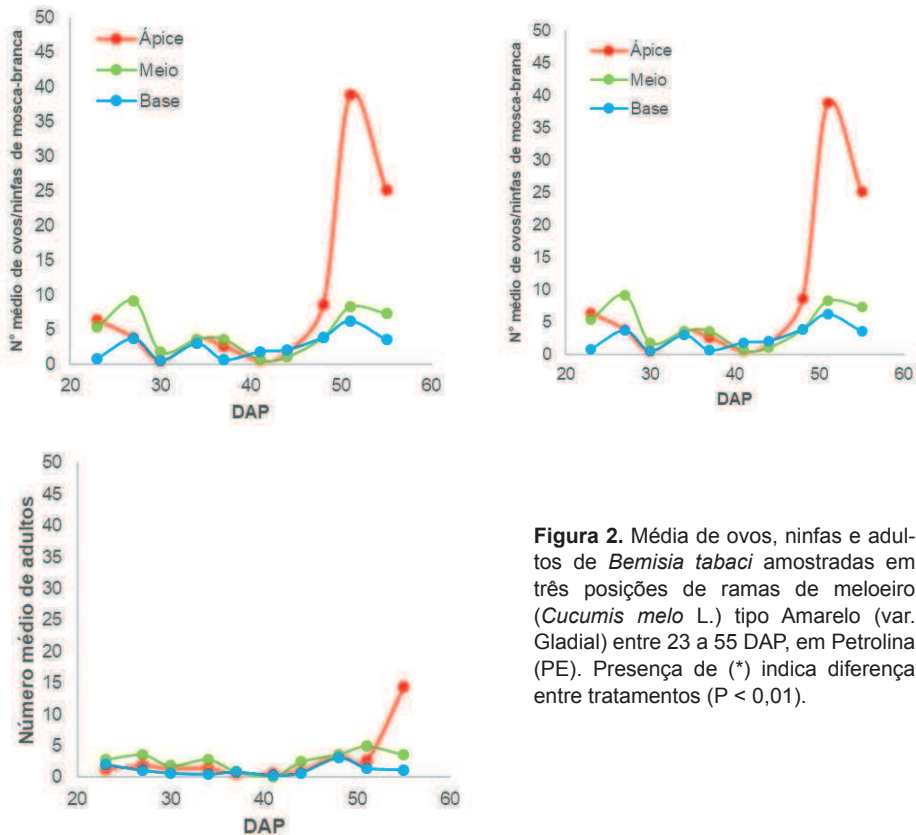 N° médio de ovos/ninfas de mosca-branca
50
45
40
35
30
25
20
15
10
5
0
Ápice
Meio
Base
20
30
40
50
60
DAP
N° médio de ovos/ninfas de mosca-branca
50
45
40
35
30
25
20
15
10
5
0
Ápice
Meio
Base
20
30
40
50
60
DAP
Número médio de adultos
50
45
40
35
30
25
20
15
10
5
0
20
30
40
50
60
DAP
Figura 2. Média de ovos, ninfas e adul-
tos de Bemisia tabaci amostradas em
três posições de ramas de meloeiro
(Cucumis melo L.) tipo Amarelo (var.
Gladial) entre 23 a 55 DAP, em Petrolina
(PE). Presença de (*) indica diferença
entre tratamentos (P < 0,01).